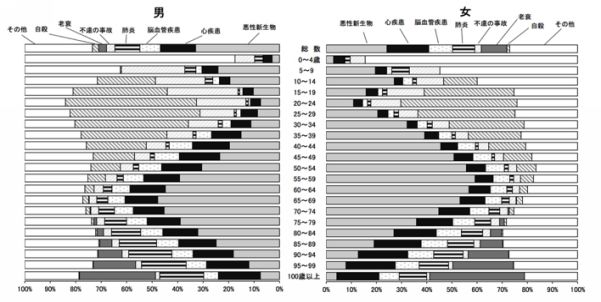 男
女
その他
自殺
老衰
不慮の事故
肺炎
脳血管疾患
心疾患
悪性新生物
悪性新生物
心疾患
脳血管疾患
肺炎
不慮の事故
老衰
自殺
その他
総 数
0～4歳
5～9
10～14
15～19
20～24
25～29
30～34
35～39
40～44
45～49
50～54
55～59
60～64
65～69
70～74
75～79
80～84
85～89
90～94
95～99
100歳以上
100% 90% 80% 70% 60% 50% 40% 30% 20% 10% 0%
0% 10% 20% 30% 40% 50% 60% 70% 80% 90% 100%